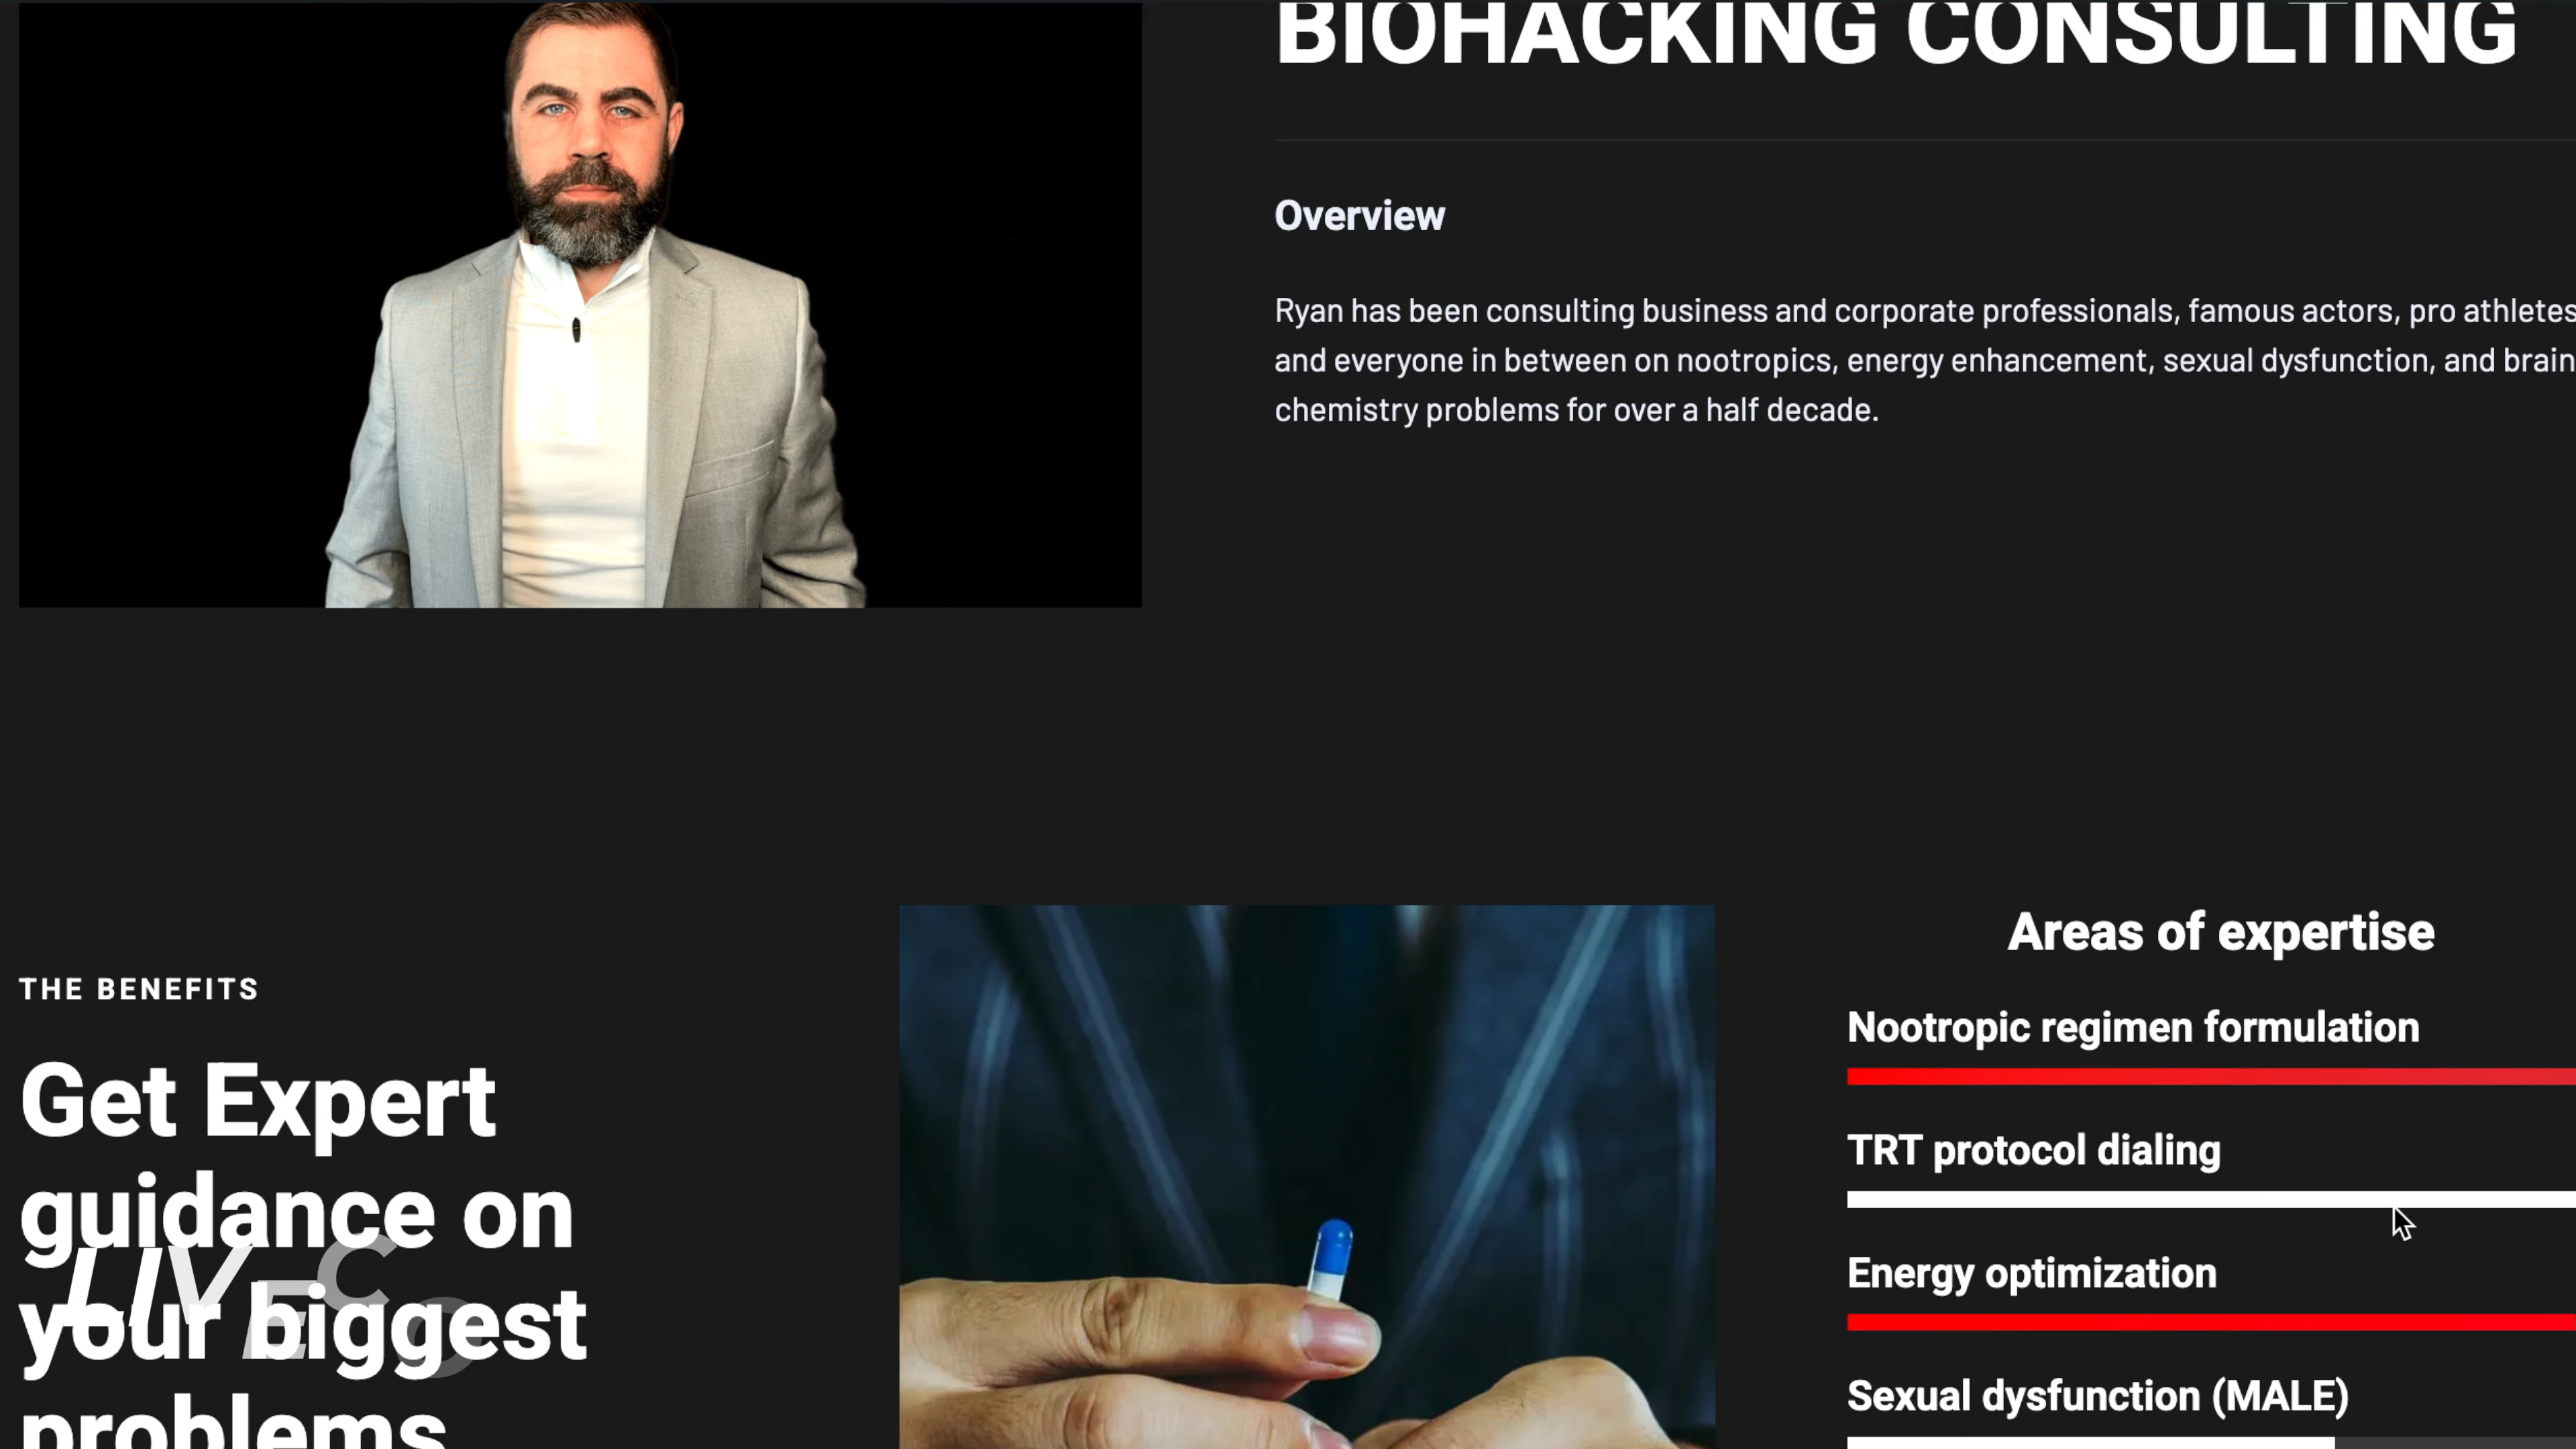 BIOHACKING CONSULTING
Overview
Ryan has been consulting business and corporate professionals, famous actors, pro athletes
and everyone in between on nootropics, energy enhancement, sexual dysfunction, and brain
chemistry problems for over a half decade.
THE BENEFITS
Get Expert
guidance on
your biggest
problems
LIVE C
Areas of expertise
Nootropic regimen formulation
TRT protocol dialing
Energy optimization
Sexual dysfunction (MALE)